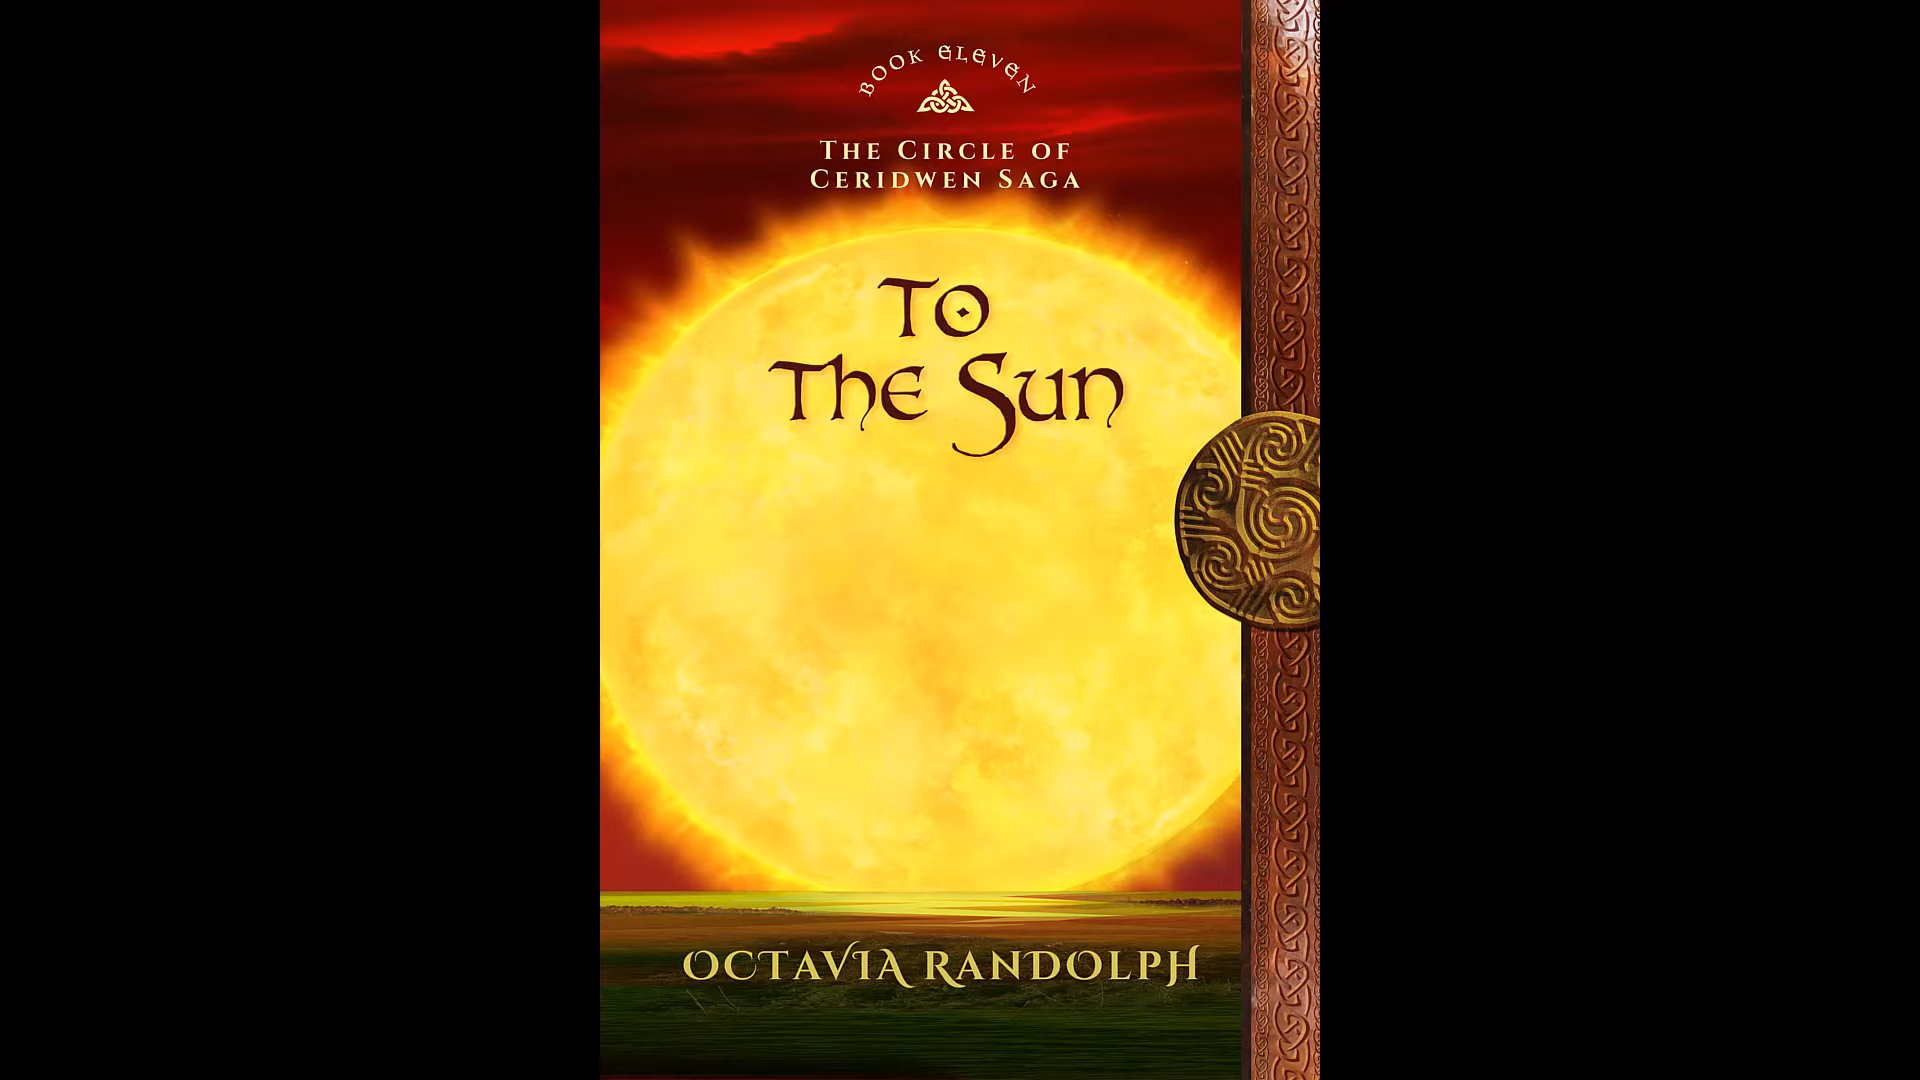 BOOK ELEVEN
THE CIRCLE OF
CERIDWEN SAGA
TO
THE SUN
OCTAVIA RANDOLPH